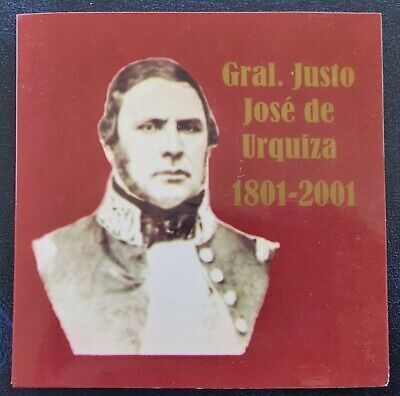 Gral. Justo
José de
Urquiza
1801-2001